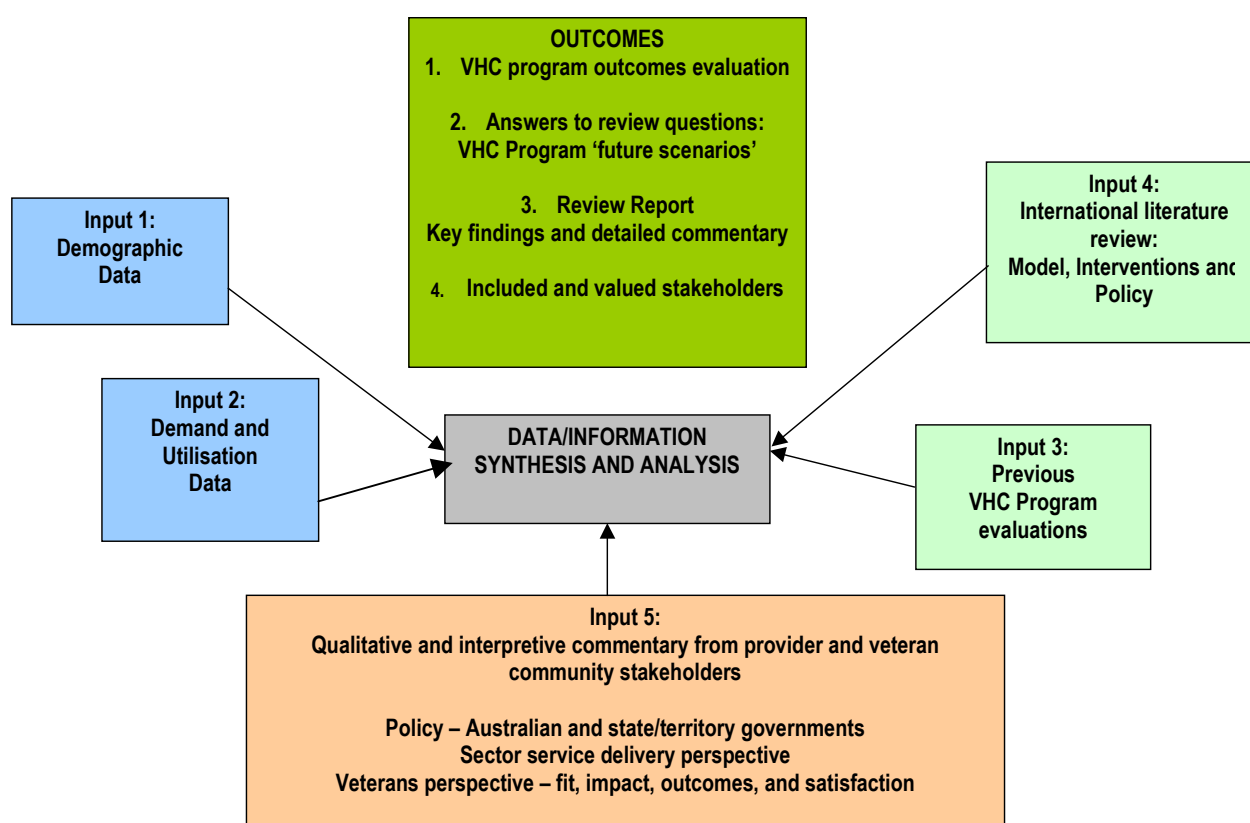 OUTCOMES
1. VHC program outcomes evaluation
2. Answers to review questions:
VHC Program ‘future scenarios’
3. Review Report
Key findings and detailed commentary
4. Included and valued stakeholders
Input 1:
Demographic
Data
Input 2:
Demand and
Utilisation
Data
DATA/INFORMATION
SYNTHESIS AND ANALYSIS
Input 4:
International literature
review:
Model, Interventions and
Policy
Input 3:
Previous
VHC Program
evaluations
Input 5:
Qualitative and interpretive commentary from provider and veteran
community stakeholders
Policy – Australian and state/territory governments
Sector service delivery perspective
Veterans perspective – fit, impact, outcomes, and satisfaction